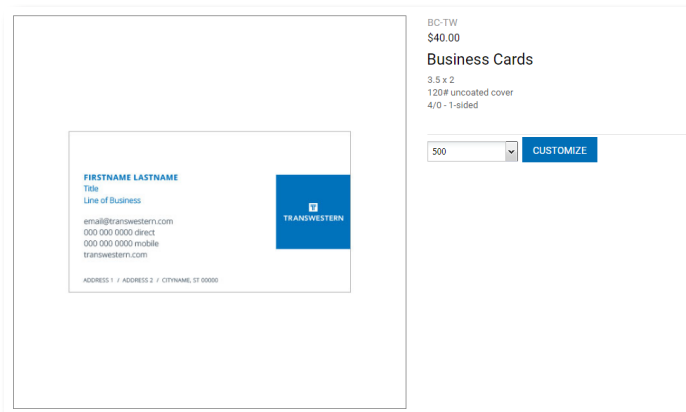 BC-TW
$40.00
Business Cards
3.5 x 2
120# uncoated cover
4/0 - 1-sided
500
CUSTOMIZE
FIRSTNAME LASTNAME
Title
Line of Business
email@transwestern.com
000 000 0000 direct
000 000 0000 mobile
transwestern.com
ADDRESS 1 / ADDRESS 2 / CITYNAME, ST 00000
TRANSWESTERN